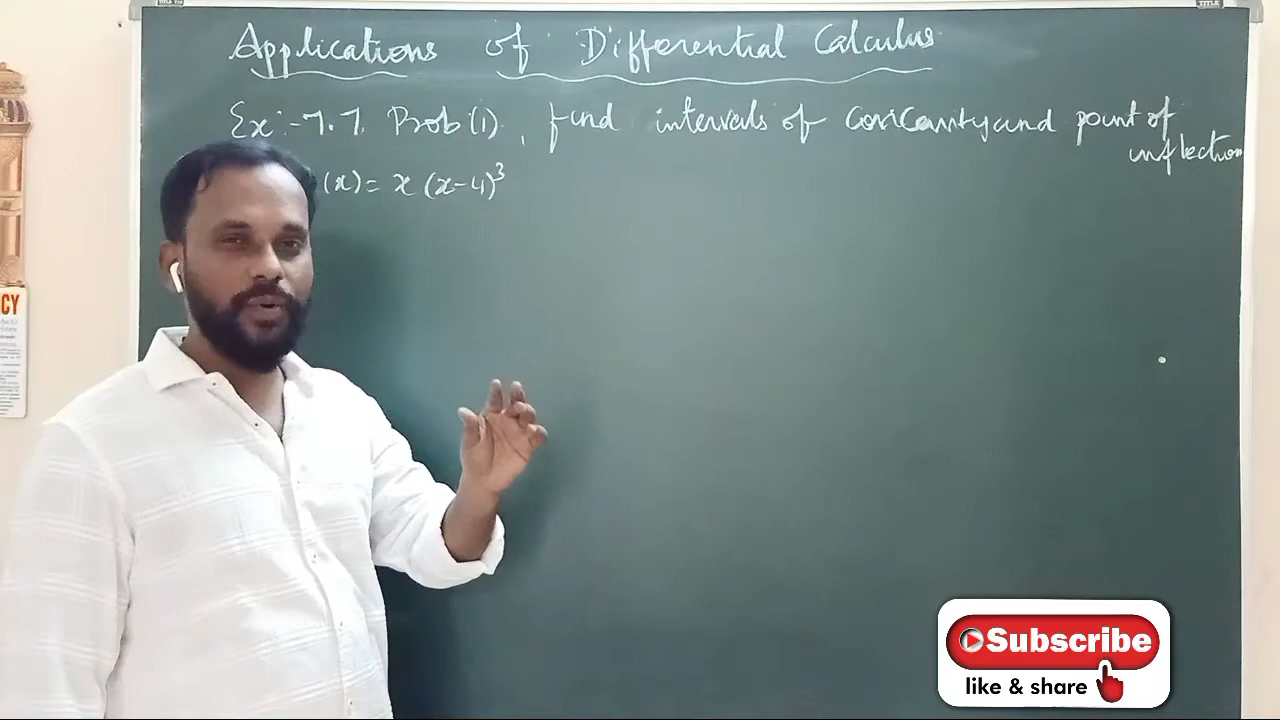 Applications of Differential Calculus
Ex:-7.7 Prob(1), find intervals of concavity and point of
inflection
(x)= x(x-4)³
CY
Subscribe
like & share